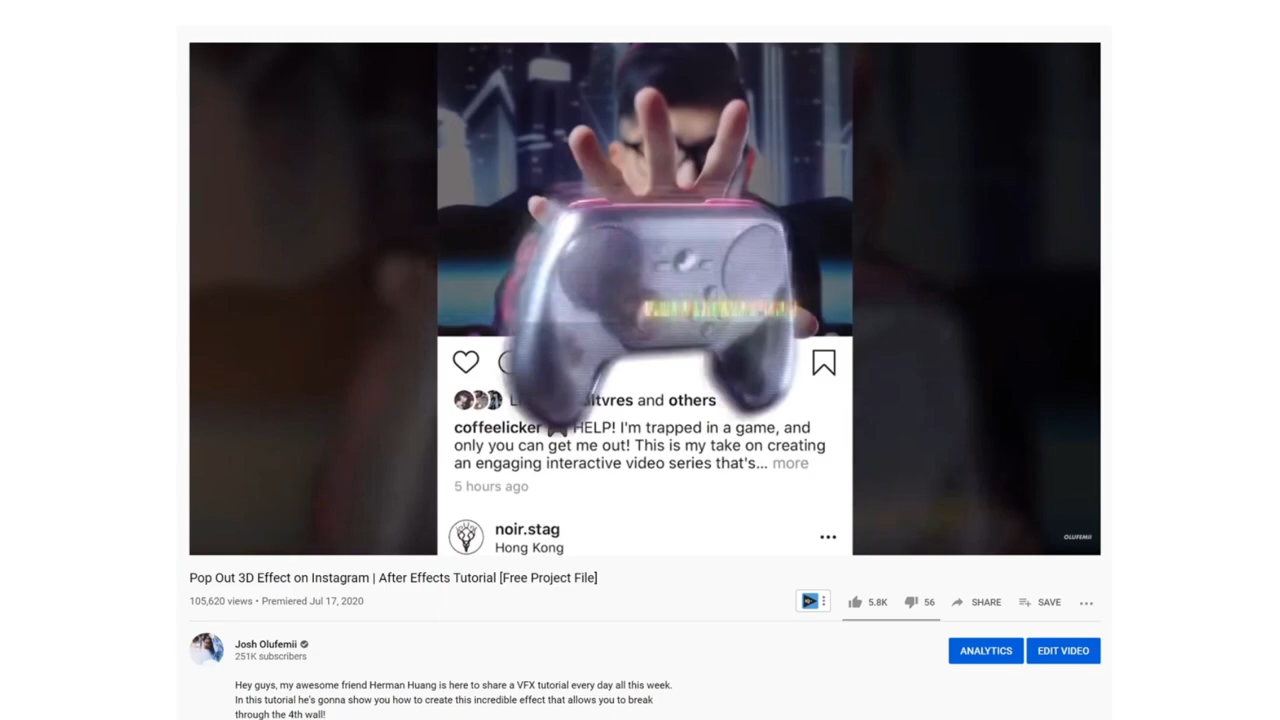 ltvres and others
coffeelicker HELP! I'm trapped in a game, and
only you can get me out! This is my take on creating
an engaging interactive video series that's... more
5 hours ago
noir.stag
Hong Kong
OLUFEMII
Pop Out 3D Effect on Instagram | After Effects Tutorial [Free Project File]
105,620 views • Premiered Jul 17, 2020
5.8K 56 SHARE SAVE
Josh Olufemii
251K subscribers
ANALYTICS EDIT VIDEO
Hey guys, my awesome friend Herman Huang is here to share a VFX tutorial every day all this week.
In this tutorial he's gonna show you how to create this incredible effect that allows you to break
through the 4th wall!